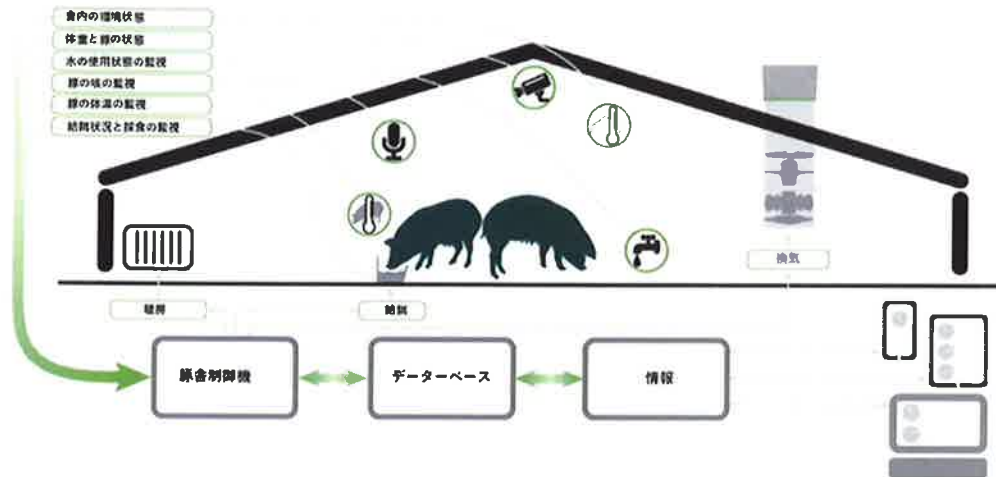 舎内の環境状態
体重と豚の状態
水の使用状態の監視
豚の咳の監視
豚の体温の監視
給餌状況と採食の監視
換気
暖房
給餌
豚舎制御機
データーベース
情報